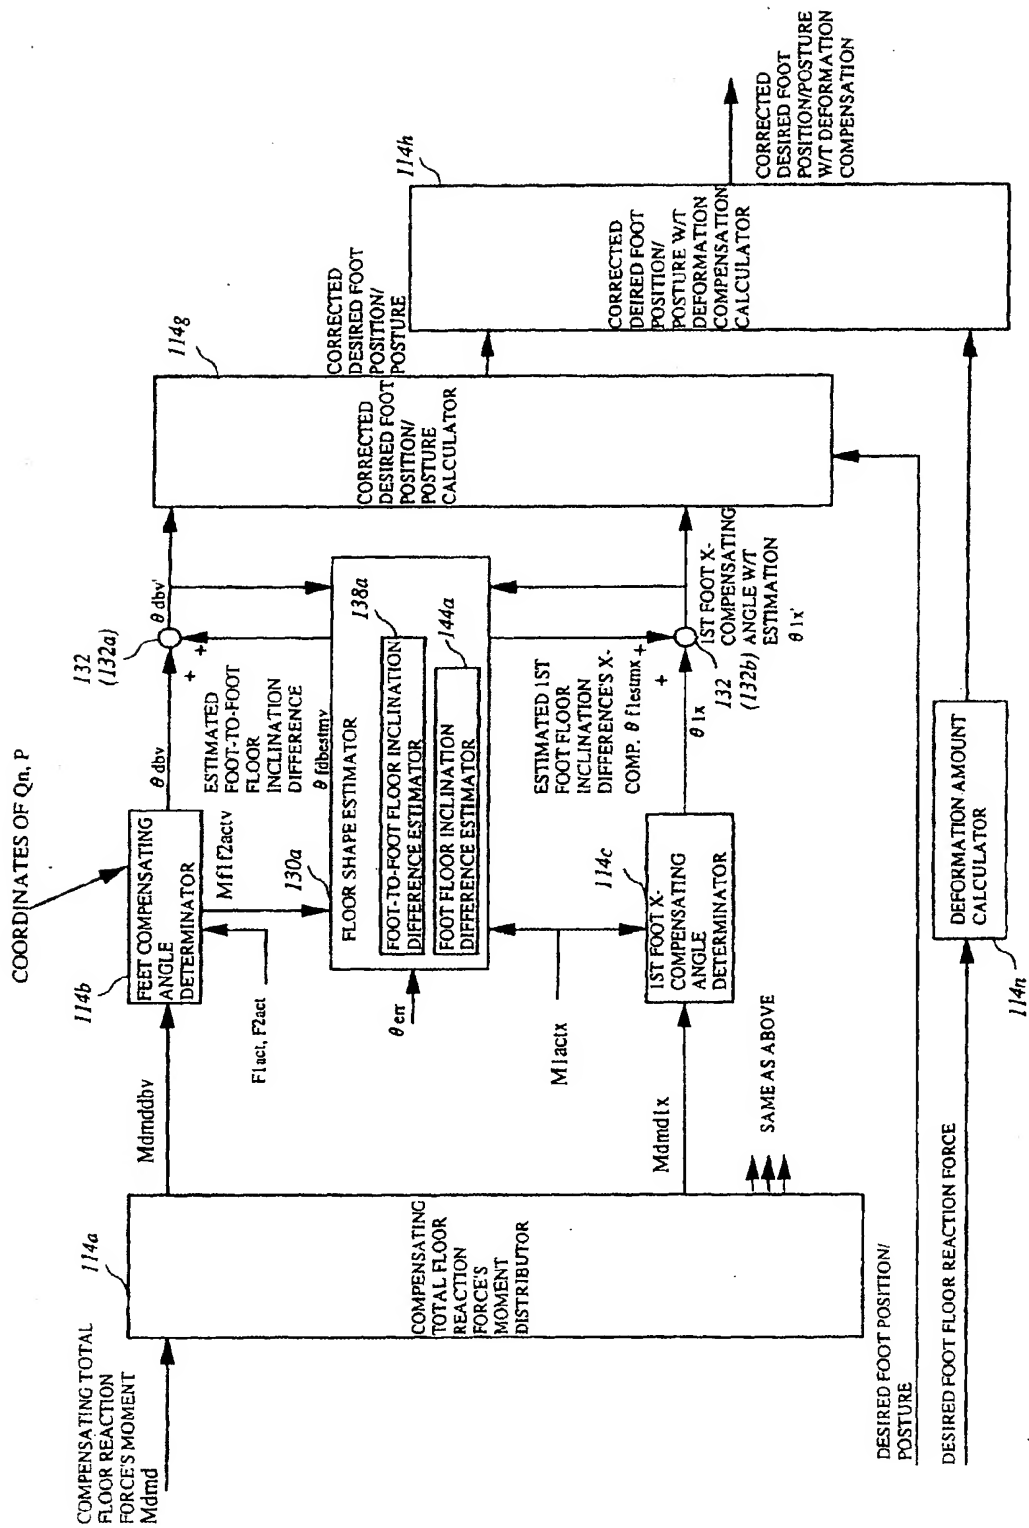 COMPENSATING TOTAL
FLOOR REACTION
FORCE'S MOMENT
Mdmd
114a
COMPENSATING
TOTAL FLOOR
REACTION
FORCE'S
MOMENT
DISTRIBUTOR
Mdmddbv
Mdmd1x
SAME AS ABOVE
DESIRED FOOT POSITION/
POSTURE
DESIRED FOOT FLOOR REACTION FORCE
COORDINATES OF Qn, P
114b
FEET COMPENSATING
ANGLE
DETERMINATOR
F1act, F2act
Mf1f2actv
θ dbv
132
(132a)
+
+
θ dbv'
ESTIMATED
FOOT-TO-FOOT
FLOOR
INCLINATION
DIFFERENCE
θ fdbestmv
130a
FLOOR SHAPE ESTIMATOR
138a
FOOT-TO-FOOT FLOOR INCLINATION
DIFFERENCE ESTIMATOR
144a
FOOT FLOOR INCLINATION
DIFFERENCE ESTIMATOR
θ err
M1actx
114c
1ST FOOT X-
COMPENSATING
ANGLE
DETERMINATOR
ESTIMATED 1ST
FOOT FLOOR
INCLINATION
DIFFERENCE'S X-
COMP. θ f1estmx
+
+
θ 1x
132
(132b)
1ST FOOT X-
COMPENSATING
ANGLE W/T
ESTIMATION
θ 1x'
114g
CORRECTED
DESIRED FOOT
POSITION/
POSTURE
CALCULATOR
CORRECTED
DESIRED FOOT
POSITION/
POSTURE
114n
DEFORMATION AMOUNT
CALCULATOR
114h
CORRECTED
DEIRED FOOT
POSITION/
POSTURE W/T
DEFORMATION
COMPENSATION
CALCULATOR
CORRECTED
DESIRED FOOT
POSITION/POSTURE
W/T DEFORMATION
COMPENSATION